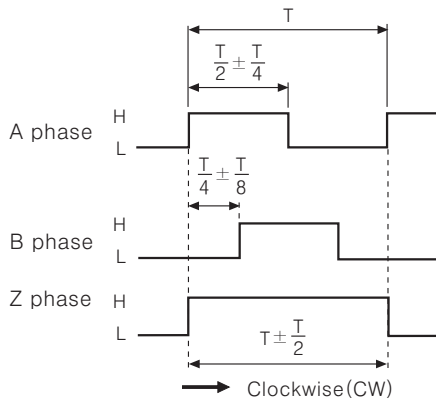 T
T/2 ± T/4
A phase H
L
T/4 ± T/8
B phase H
L
Z phase H
L
T ± T/2
Clockwise(CW)